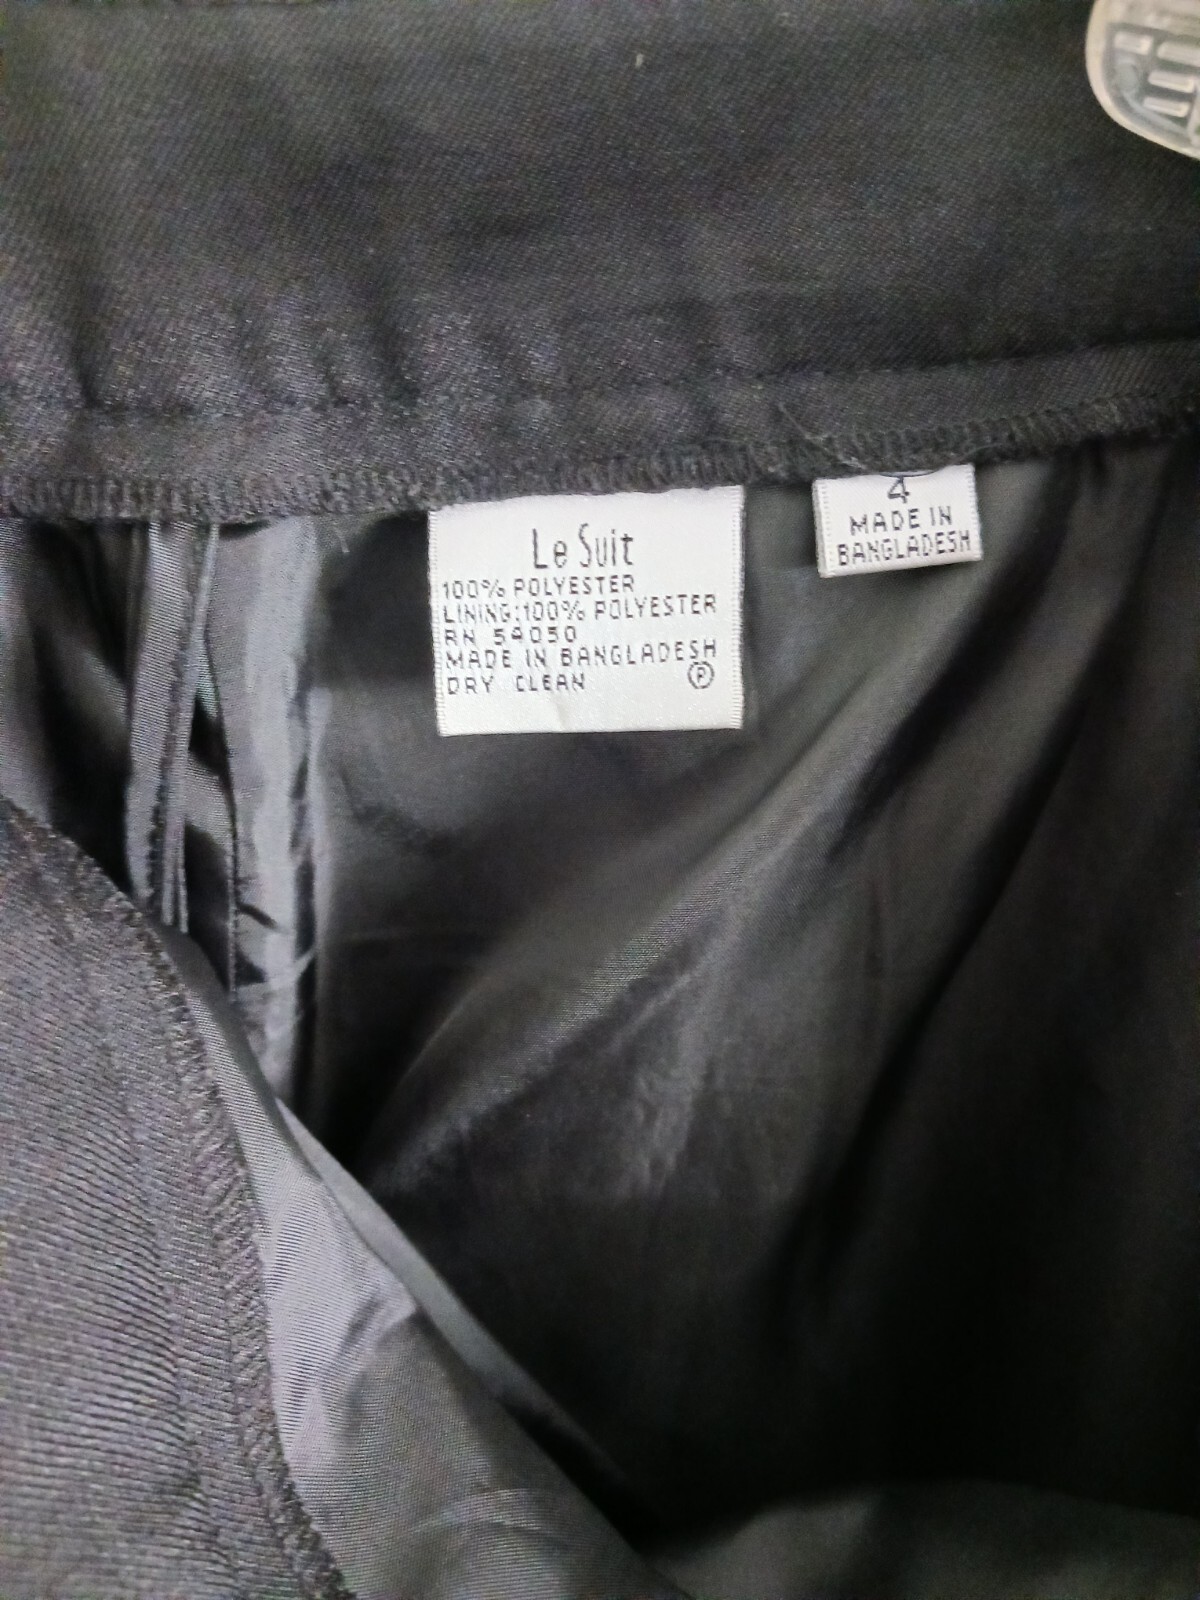 Le Suit
100% POLYESTER
LINING:100% POLYESTER
RN 54050
MADE IN BANGLADESH
DRY CLEAN Ⓟ
4
MADE IN
BANGLADESH